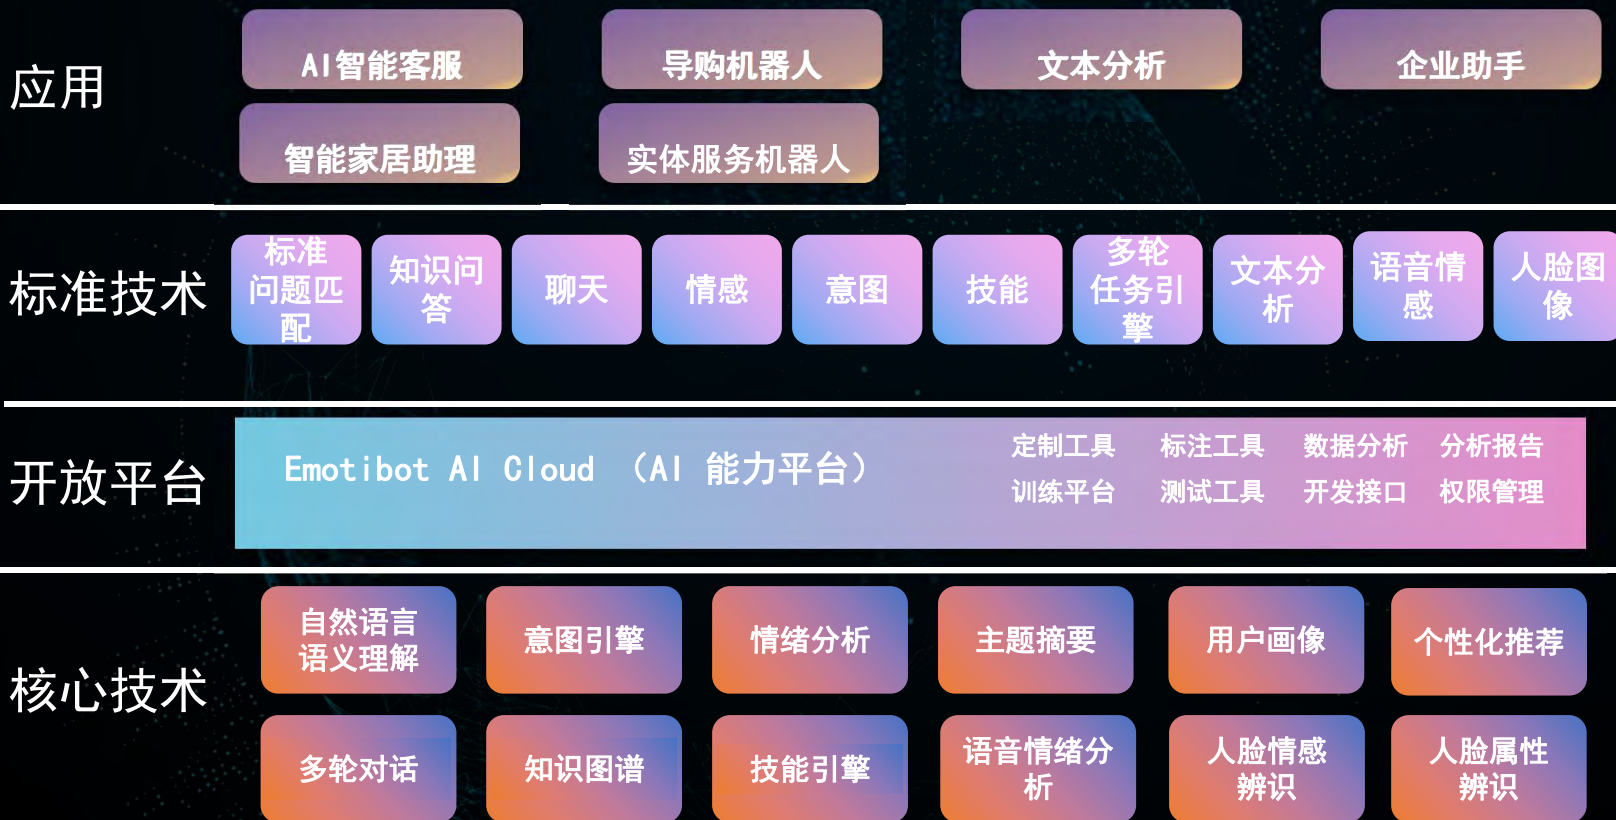 应用
AI智能客服
导购机器人
文本分析
企业助手
智能家居助理
实体服务机器人
标准技术
标准
问题匹
配
知识问
答
聊天
情感
意图
技能
多轮
任务引
擎
文本分
析
语音情
感
人脸图
像
开放平台
Emotibot AI Cloud （AI 能力平台）
定制工具 标注工具 数据分析 分析报告
训练平台 测试工具 开发接口 权限管理
核心技术
自然语言
语义理解
意图引擎
情绪分析
主题摘要
用户画像
个性化推荐
多轮对话
知识图谱
技能引擎
语音情绪分
析
人脸情感
辨识
人脸属性
辨识